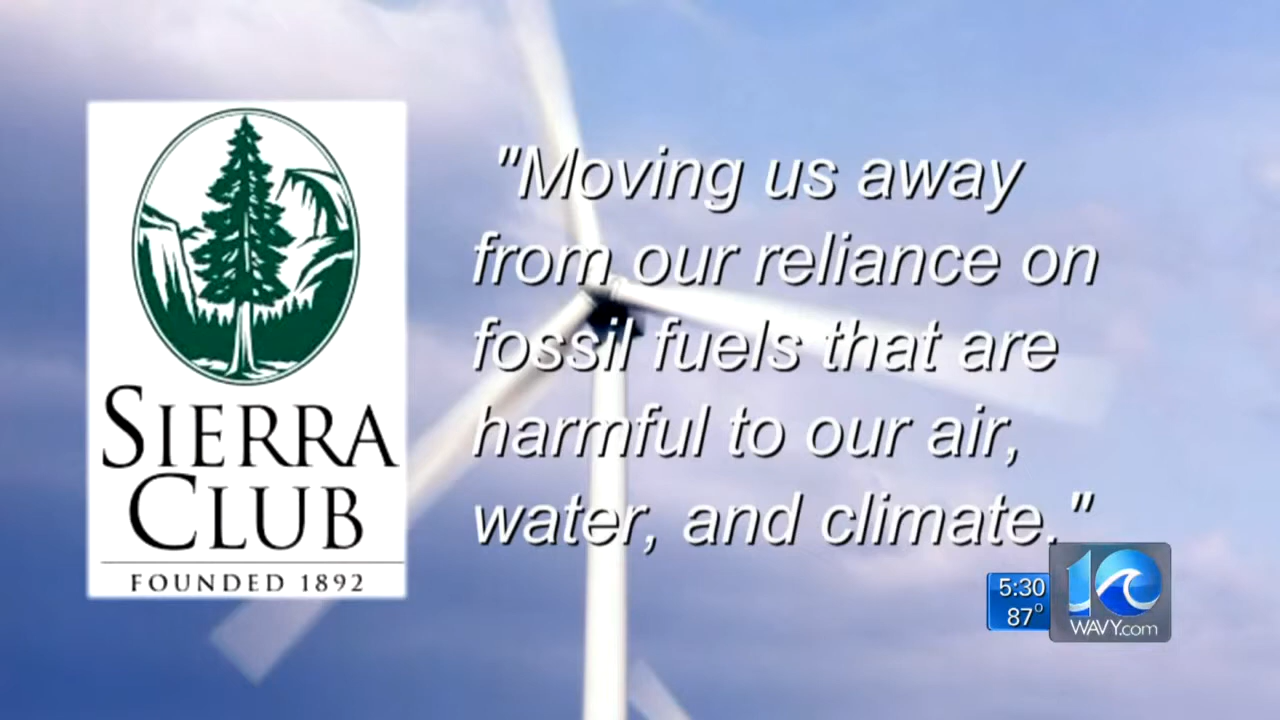 SIERRA
CLUB
FOUNDED 1892
"Moving us away
from our reliance on
fossil fuels that are
harmful to our air,
water, and climate."
5:30
87°
10
WAVY.com